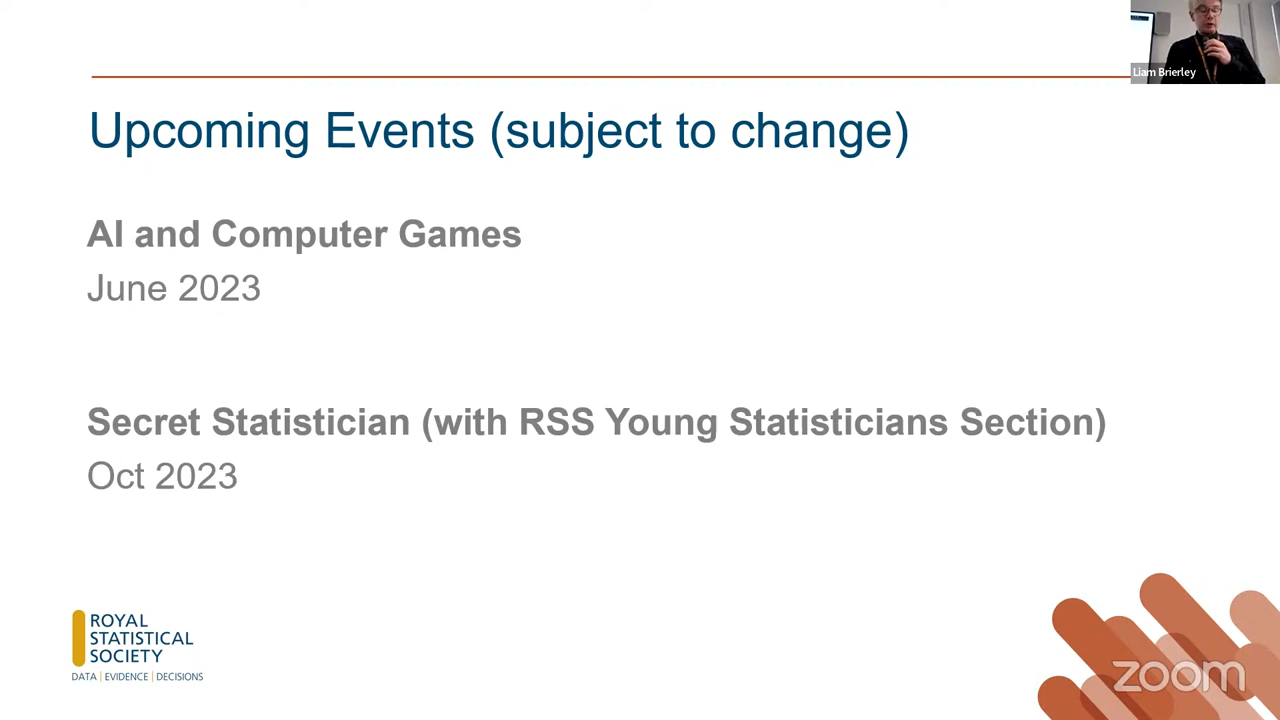 Liam Brierley
Upcoming Events (subject to change)
AI and Computer Games
June 2023
Secret Statistician (with RSS Young Statisticians Section)
Oct 2023
ROYAL
STATISTICAL
SOCIETY
DATA | EVIDENCE | DECISIONS
zoom